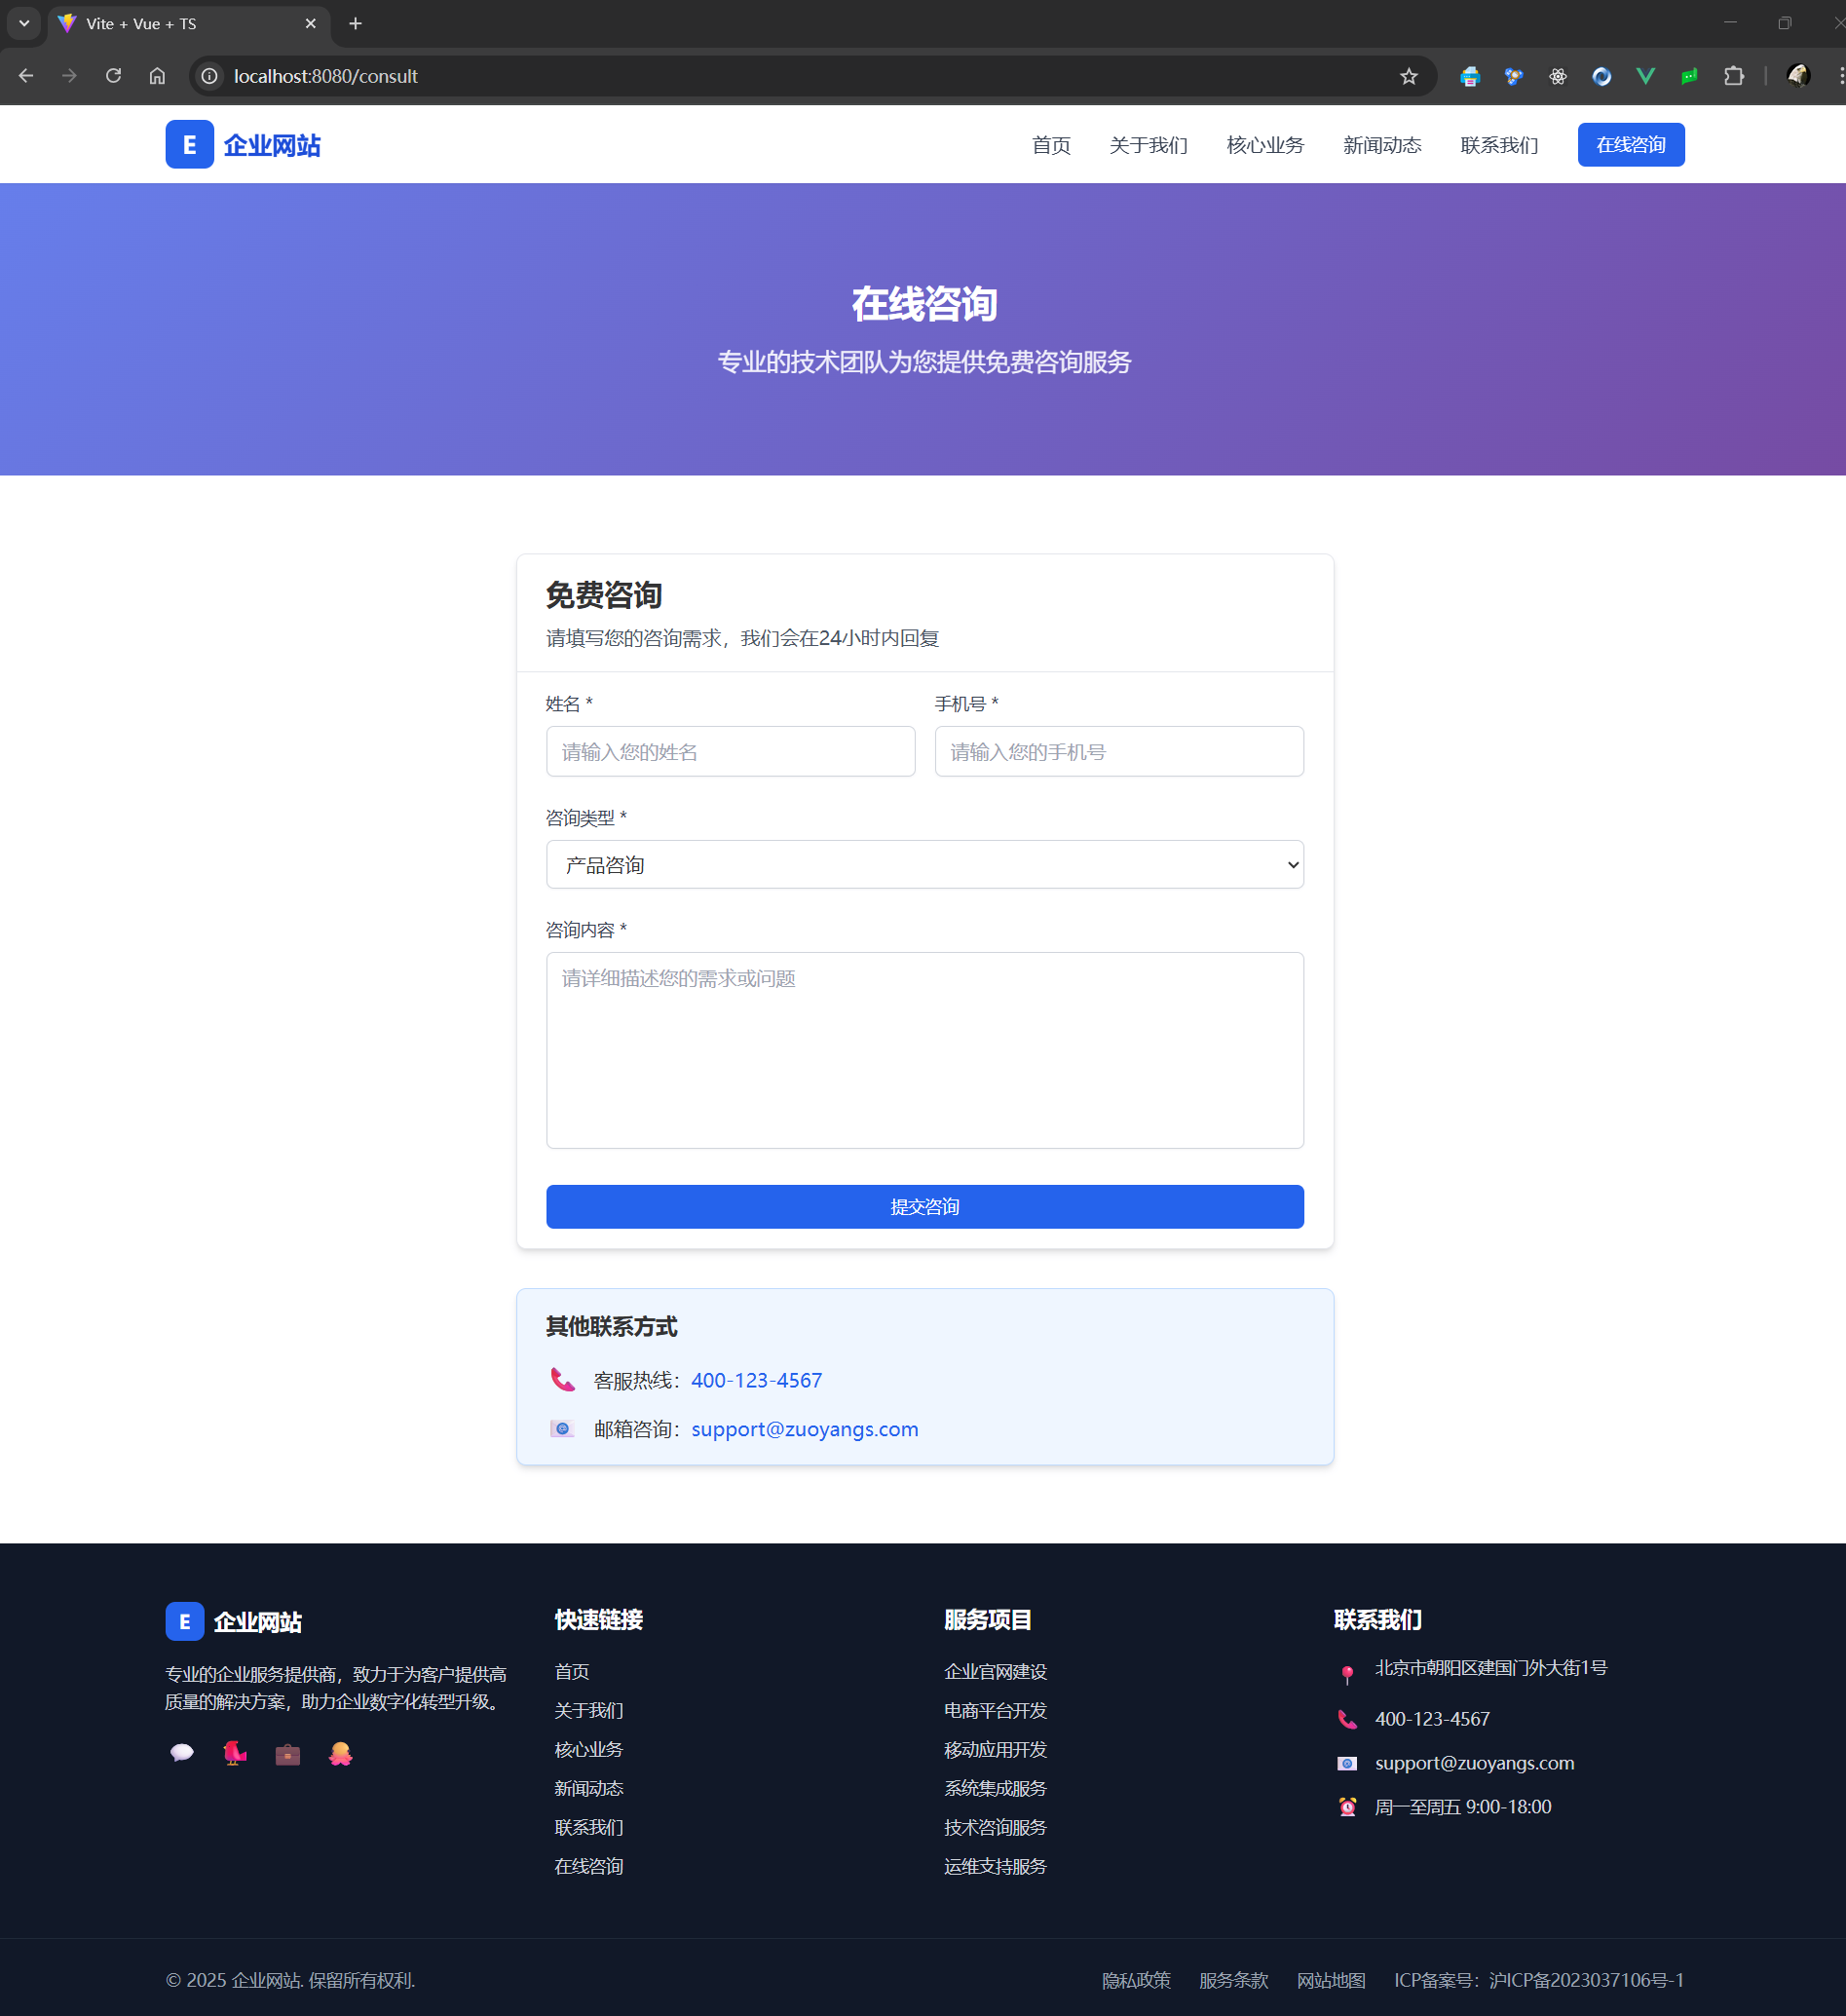 Vite + Vue + TS
localhost:8080/consult
E 企业网站
首页 关于我们 核心业务 新闻动态 联系我们 在线咨询
在线咨询
专业的技术团队为您提供免费咨询服务
免费咨询
请填写您的咨询需求，我们会在24小时内回复
姓名 * 手机号 *
请输入您的姓名 请输入您的手机号
咨询类型 *
产品咨询
咨询内容 *
请详细描述您的需求或问题
提交咨询
其他联系方式
客服热线：400-123-4567
邮箱咨询：support@zuoyangs.com
E 企业网站
专业的企业服务提供商，致力于为客户提供高
质量的解决方案，助力企业数字化转型升级。
快速链接
首页
关于我们
核心业务
新闻动态
联系我们
在线咨询
服务项目
企业官网建设
电商平台开发
移动应用开发
系统集成服务
技术咨询服务
运维支持服务
联系我们
北京市朝阳区建国门外大街1号
400-123-4567
support@zuoyangs.com
周一至周五 9:00-18:00
© 2025 企业网站. 保留所有权利.
隐私政策 服务条款 网站地图 ICP备案号：沪ICP备2023037106号-1